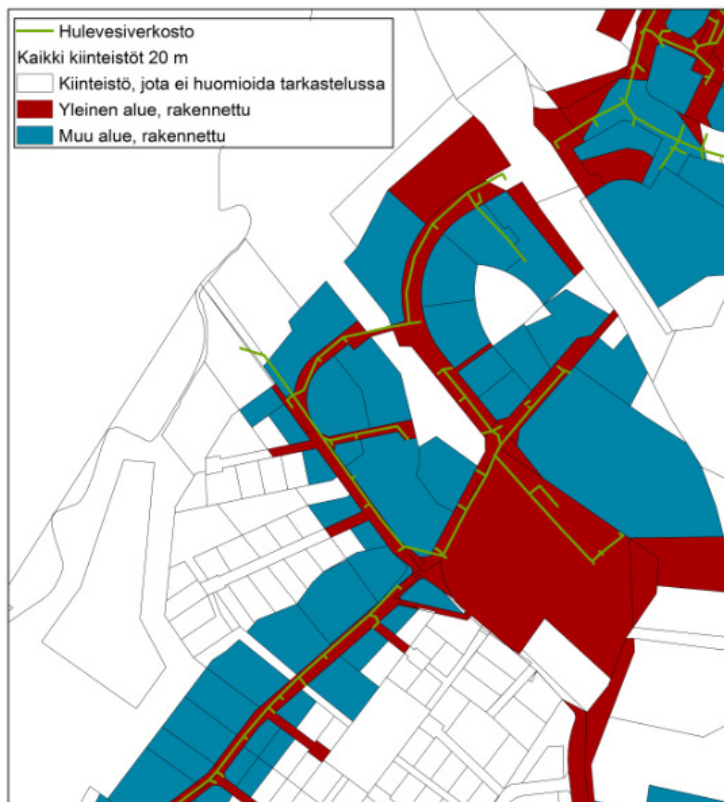 Hulevesiverkosto
Kaikki kiinteistöt 20 m
Kiinteistö, jota ei huomioida tarkastelussa
Yleinen alue, rakennettu
Muu alue, rakennettu